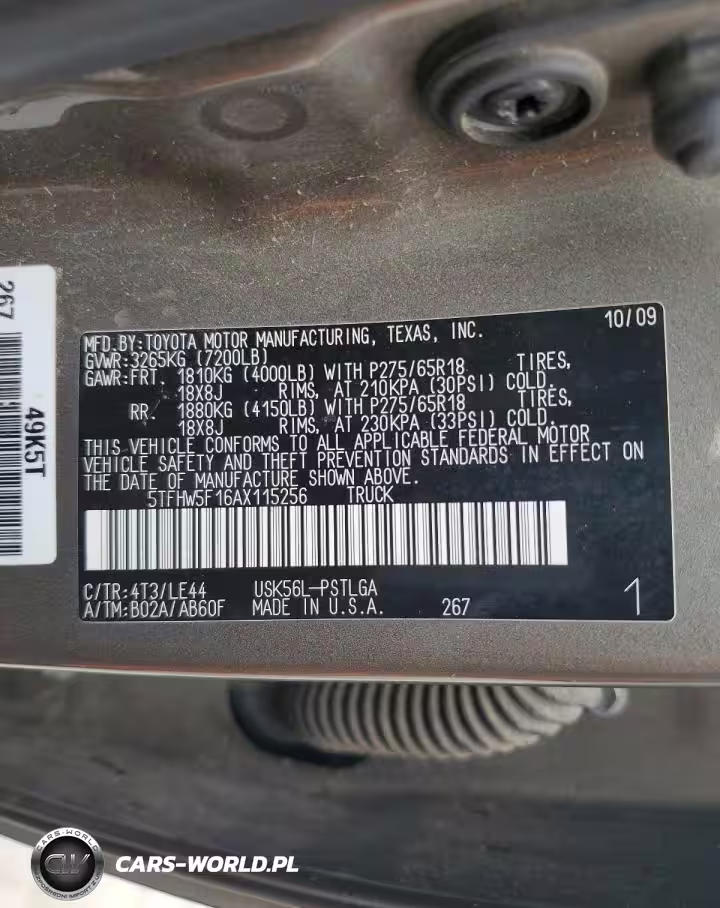 267
49K5T
MFD.BY:TOYOTA MOTOR MANUFACTURING, TEXAS, INC. 10/09
GVWR:3265KG (7200LB)
GAWR:FRT. 1810KG (4000LB) WITH P275/65R18 TIRES,
18X8J RIMS, AT 210KPA (30PSI) COLD.
RR. 1880KG (4150LB) WITH P275/65R18 TIRES,
18X8J RIMS, AT 230KPA (33PSI) COLD.
THIS VEHICLE CONFORMS TO ALL APPLICABLE FEDERAL MOTOR
VEHICLE SAFETY AND THEFT PREVENTION STANDARDS IN EFFECT ON
THE DATE OF MANUFACTURE SHOWN ABOVE.
5TFHW5F16AX115256 TRUCK
C/TR:4T3/LE44 USK56L-PSTLGA
A/TM:B02A/AB60F MADE IN U.S.A. 267 1
CARS-WORLD.PL
CARS-WORLD
CW